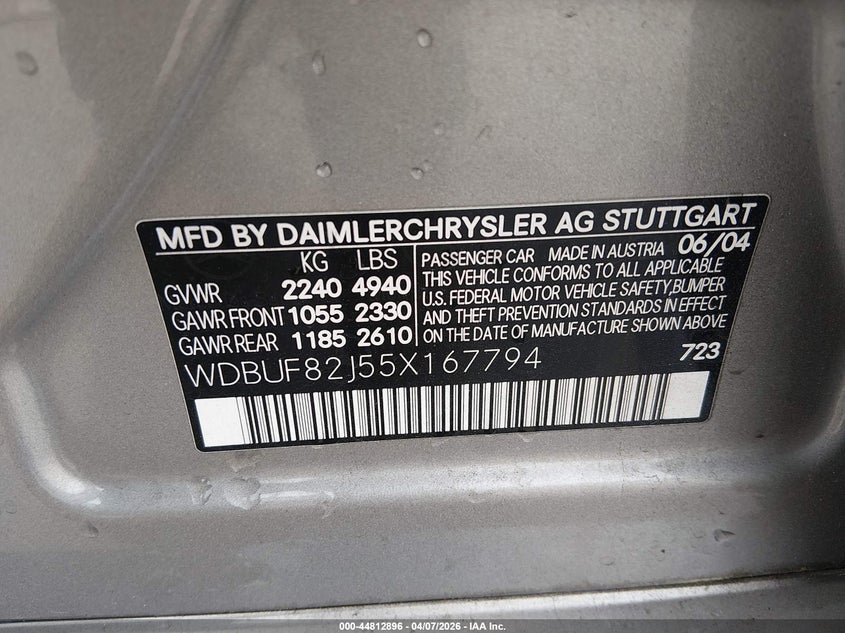 MFD BY DAIMLERCHRYSLER AG STUTTGART
KG LBS
GVWR 2240 4940
GAWR FRONT 1055 2330
GAWR REAR 1185 2610
PASSENGER CAR MADE IN AUSTRIA 06/04
THIS VEHICLE CONFORMS TO ALL APPLICABLE
U.S. FEDERAL MOTOR VEHICLE SAFETY,BUMPER
AND THEFT PREVENTION STANDARDS IN EFFECT
ON THE DATE OF MANUFACTURE SHOWN ABOVE
WDBUF82J55X167794 723
000-44812896 - 04/07/2026 - IAA Inc.